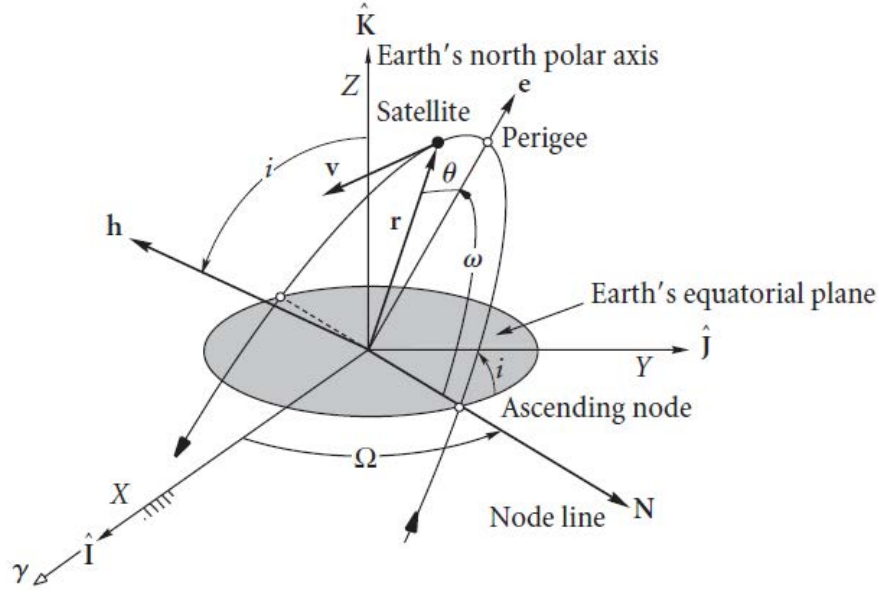 K̂
Earth's north polar axis
Z
e
Satellite
Perigee
i
v
θ
r
h
ω
Earth's equatorial plane
i
Y
Ĵ
Ascending node
Ω
X
N
Node line
Î
γ